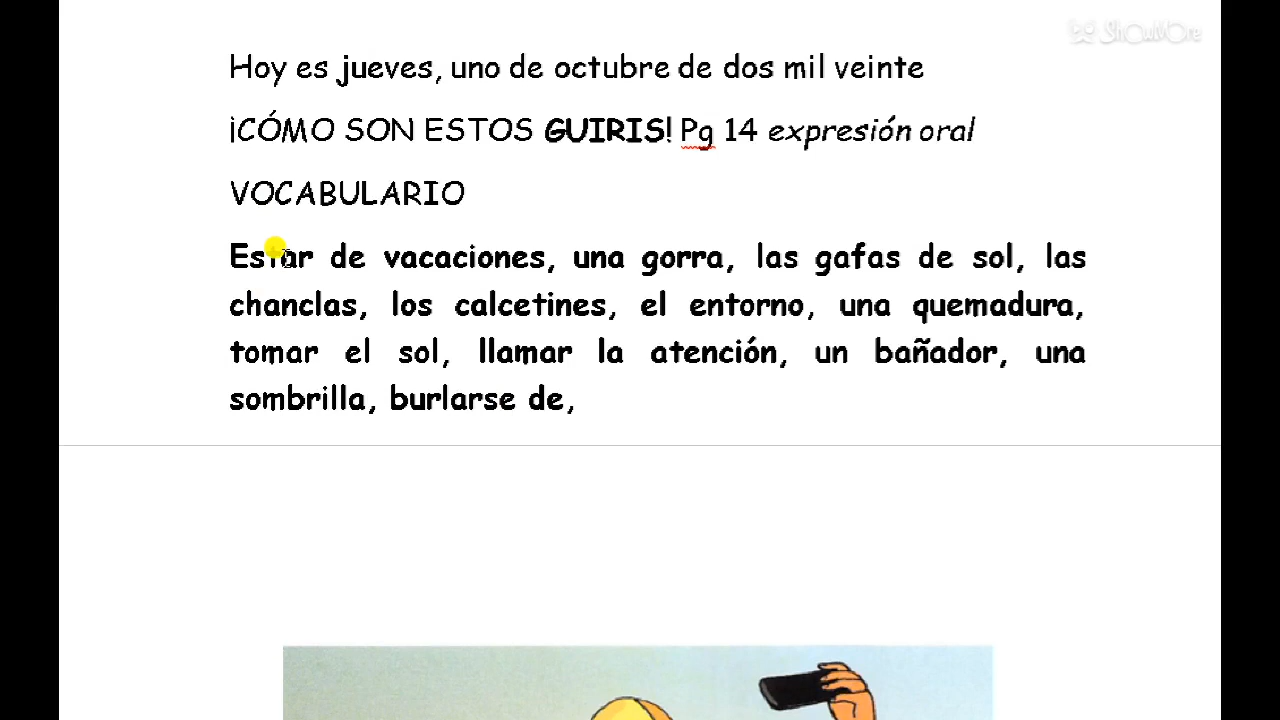 ShowMore
Hoy es jueves, uno de octubre de dos mil veinte
¡CÓMO SON ESTOS GUIRIS! Pg 14 expresión oral
VOCABULARIO
Estar de vacaciones, una gorra, las gafas de sol, las
chanclas, los calcetines, el entorno, una quemadura,
tomar el sol, llamar la atención, un bañador, una
sombrilla, burlarse de,